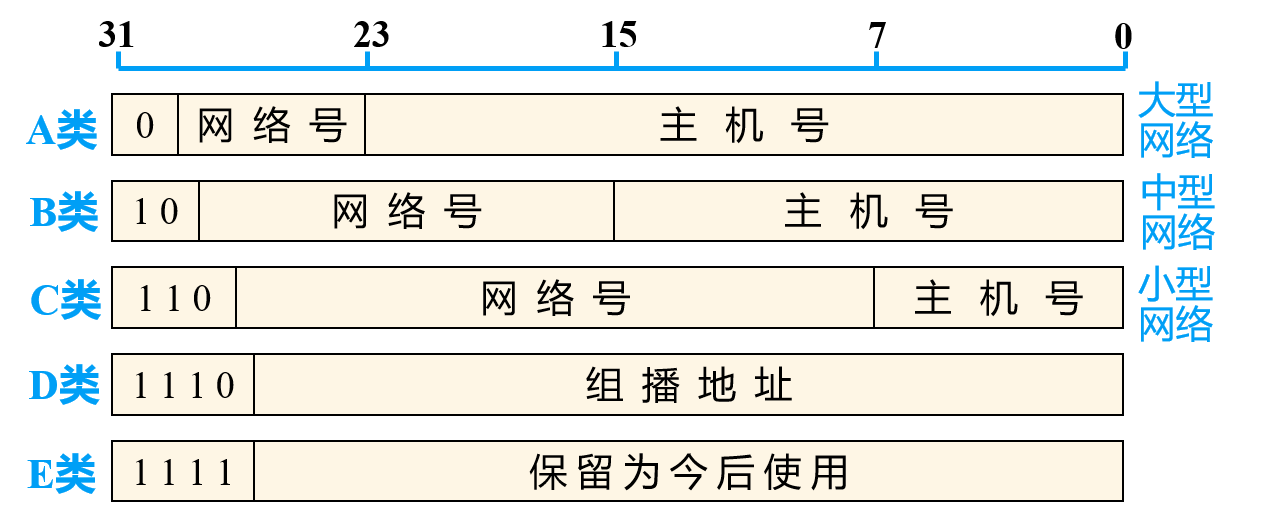 31 23 15 7 0
A类 0 网络号 主机号 大型网络
B类 10 网络号 主机号 中型网络
C类 110 网络号 主机号 小型网络
D类 1110 组播地址
E类 1111 保留为今后使用